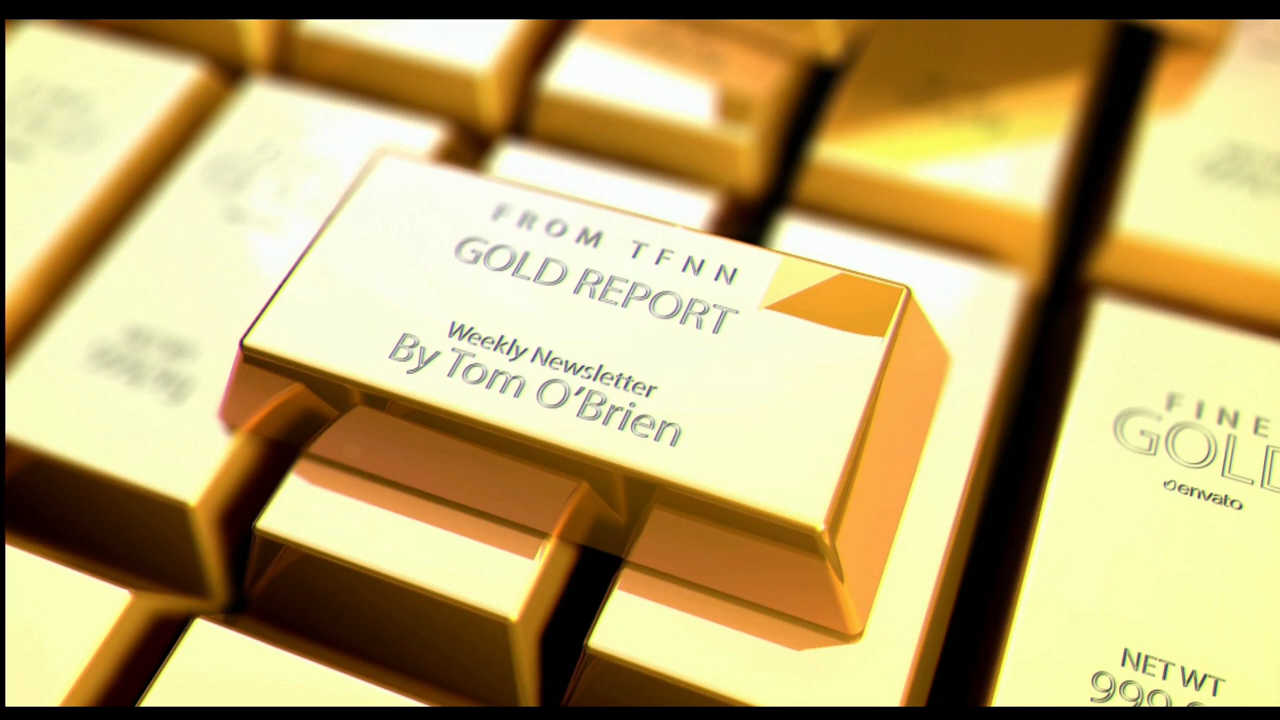 FROM TFNN
GOLD REPORT
Weekly Newsletter
By Tom O'Brien
FINE
GOLD
envato
NET WT